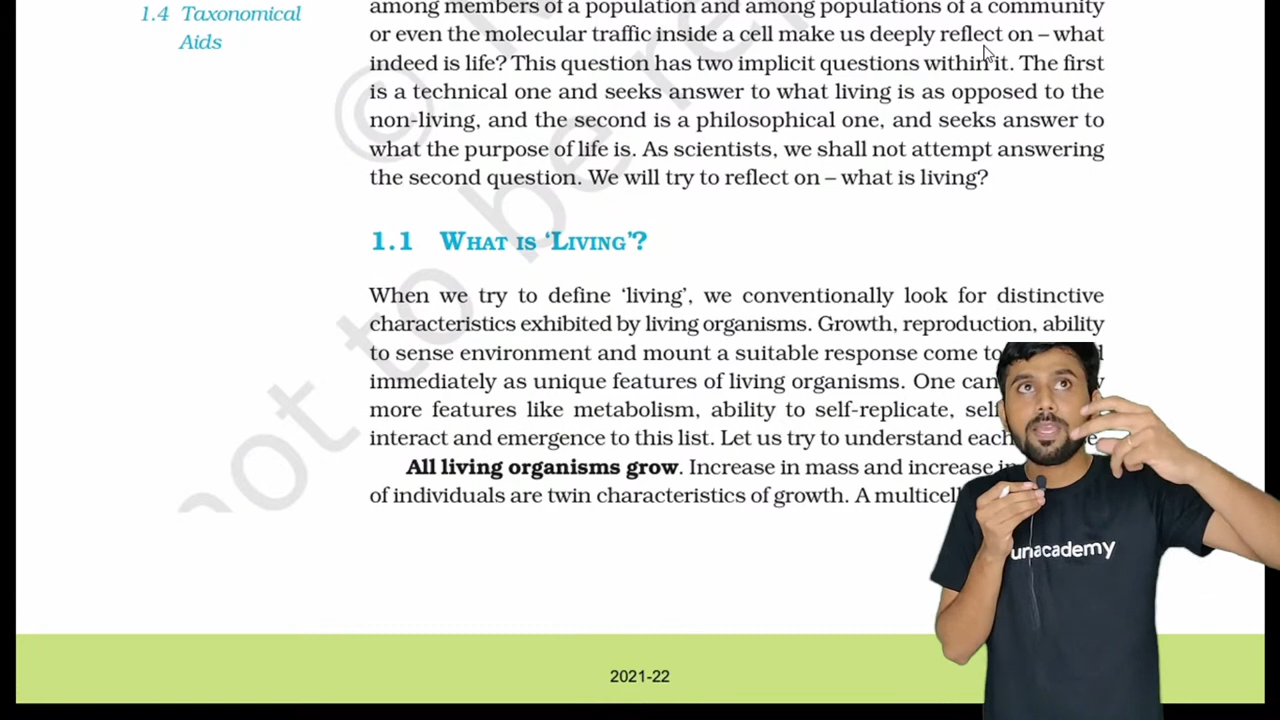 1.4 Taxonomical
Aids
among members of a population and among populations of a community
or even the molecular traffic inside a cell make us deeply reflect on – what
indeed is life? This question has two implicit questions within it. The first
is a technical one and seeks answer to what living is as opposed to the
non-living, and the second is a philosophical one, and seeks answer to
what the purpose of life is. As scientists, we shall not attempt answering
the second question. We will try to reflect on – what is living?
1.1 WHAT IS ‘LIVING’?
When we try to define ‘living’, we conventionally look for distinctive
characteristics exhibited by living organisms. Growth, reproduction, ability
to sense environment and mount a suitable response come to
immediately as unique features of living organisms. One can
more features like metabolism, ability to self-replicate, self
interact and emergence to this list. Let us try to understand each
All living organisms grow. Increase in mass and increase in
of individuals are twin characteristics of growth. A multicell
unacademy
2021-22
© not to be re